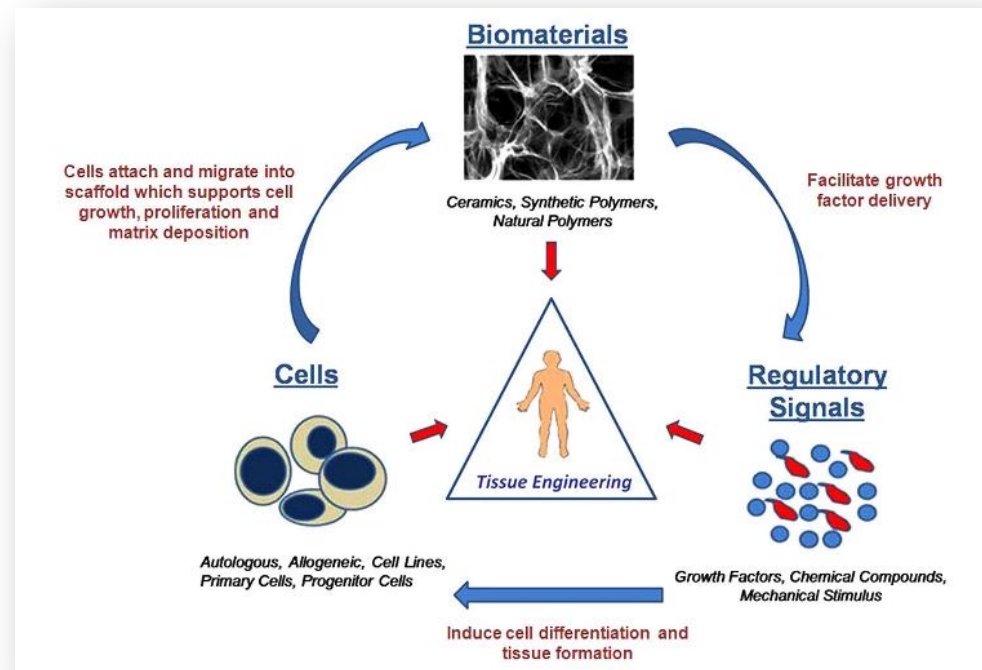 Biomaterials
Ceramics, Synthetic Polymers,
Natural Polymers
Cells attach and migrate into
scaffold which supports cell
growth, proliferation and
matrix deposition
Facilitate growth
factor delivery
Cells
Autologous, Allogeneic, Cell Lines,
Primary Cells, Progenitor Cells
Tissue Engineering
Regulatory
Signals
Growth Factors, Chemical Compounds,
Mechanical Stimulus
Induce cell differentiation and
tissue formation